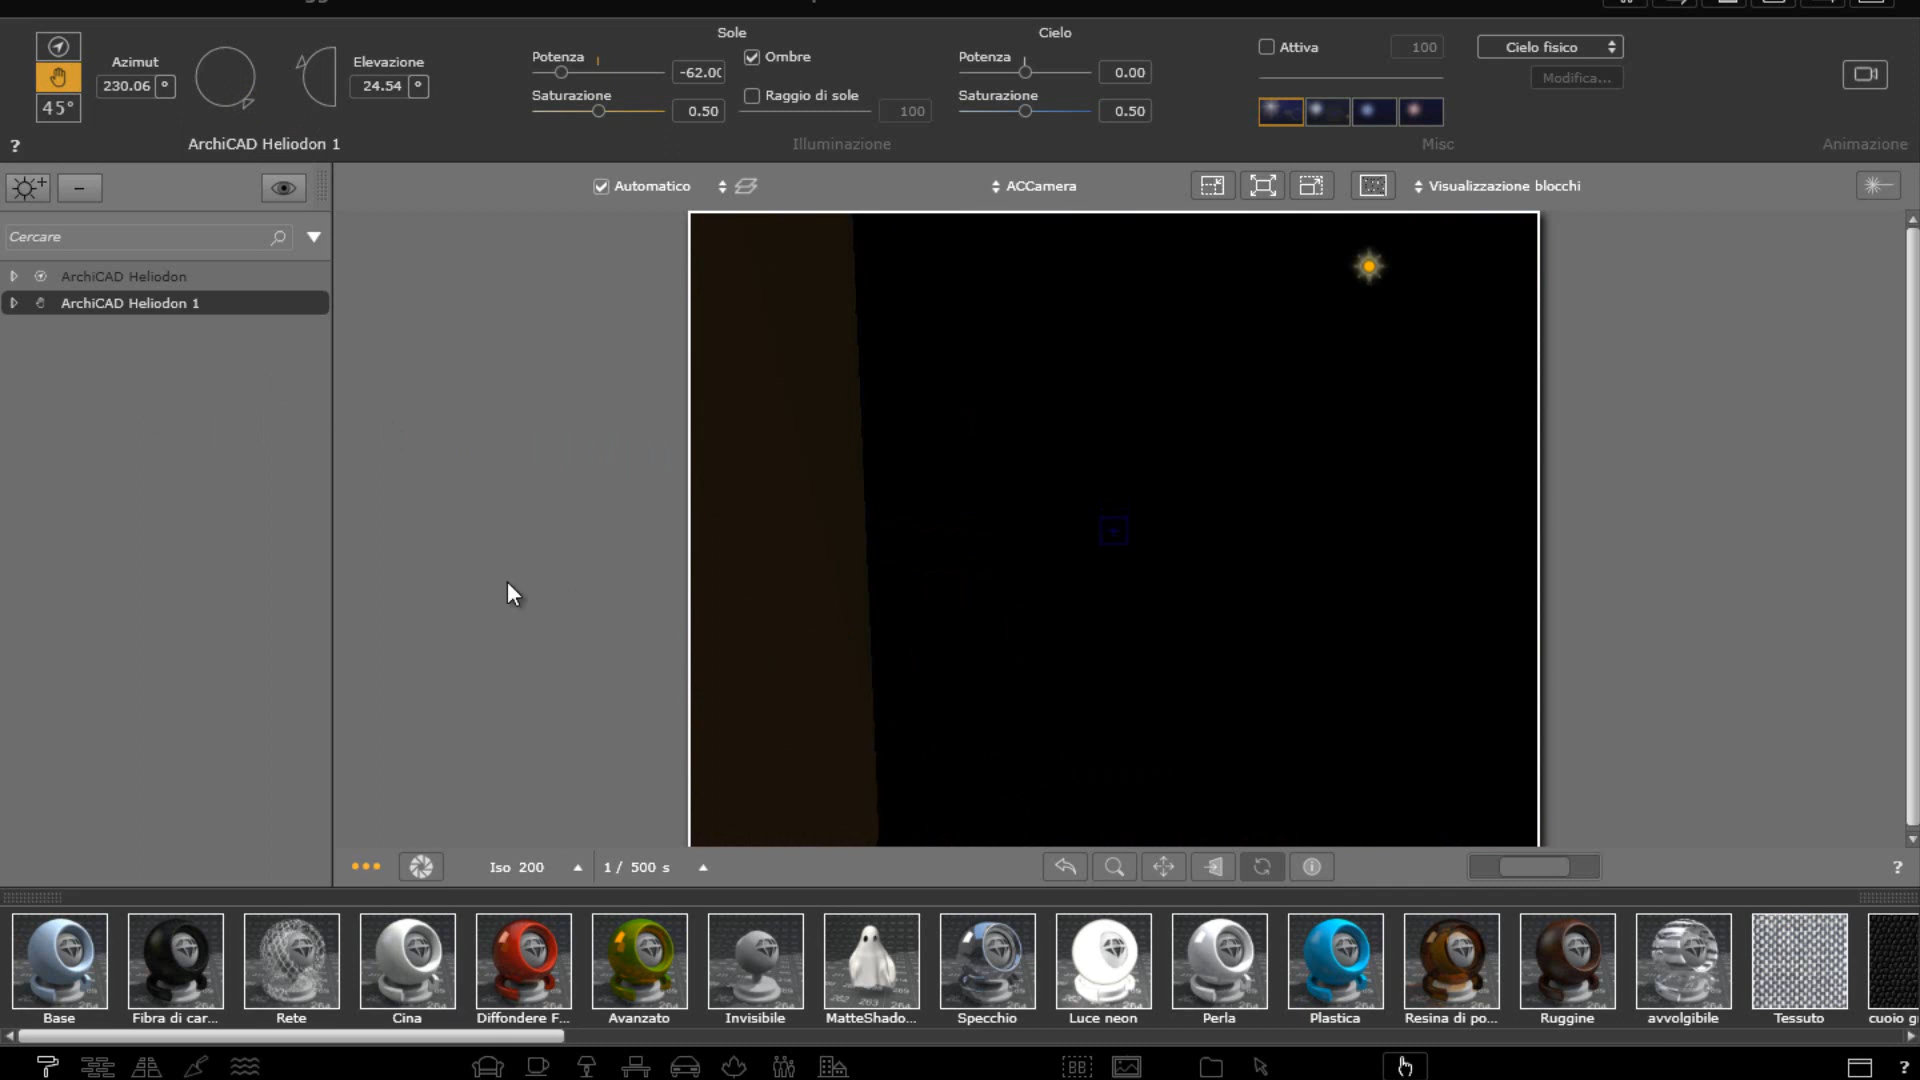 Sole
Cielo
Azimut
230.06 °
45°
Elevazione
24.54 °
Potenza
-62.00
Ombre
Saturazione
0.50
Raggio di sole
100
Potenza
0.00
Saturazione
0.50
Attiva
100
Cielo fisico
Modifica...
?
ArchiCAD Heliodon 1
Illuminazione
Misc
Animazione
Automatico
ACCamera
Visualizzazione blocchi
Cercare
ArchiCAD Heliodon
ArchiCAD Heliodon 1
Iso 200
1 / 500 s
?
Base
Fibra di car...
Rete
Cina
Diffondere F...
Avanzato
Invisibile
MatteShado...
Specchio
Luce neon
Perla
Plastica
Resina di po...
Ruggine
avvolgibile
Tessuto
cuoio g
BB
?